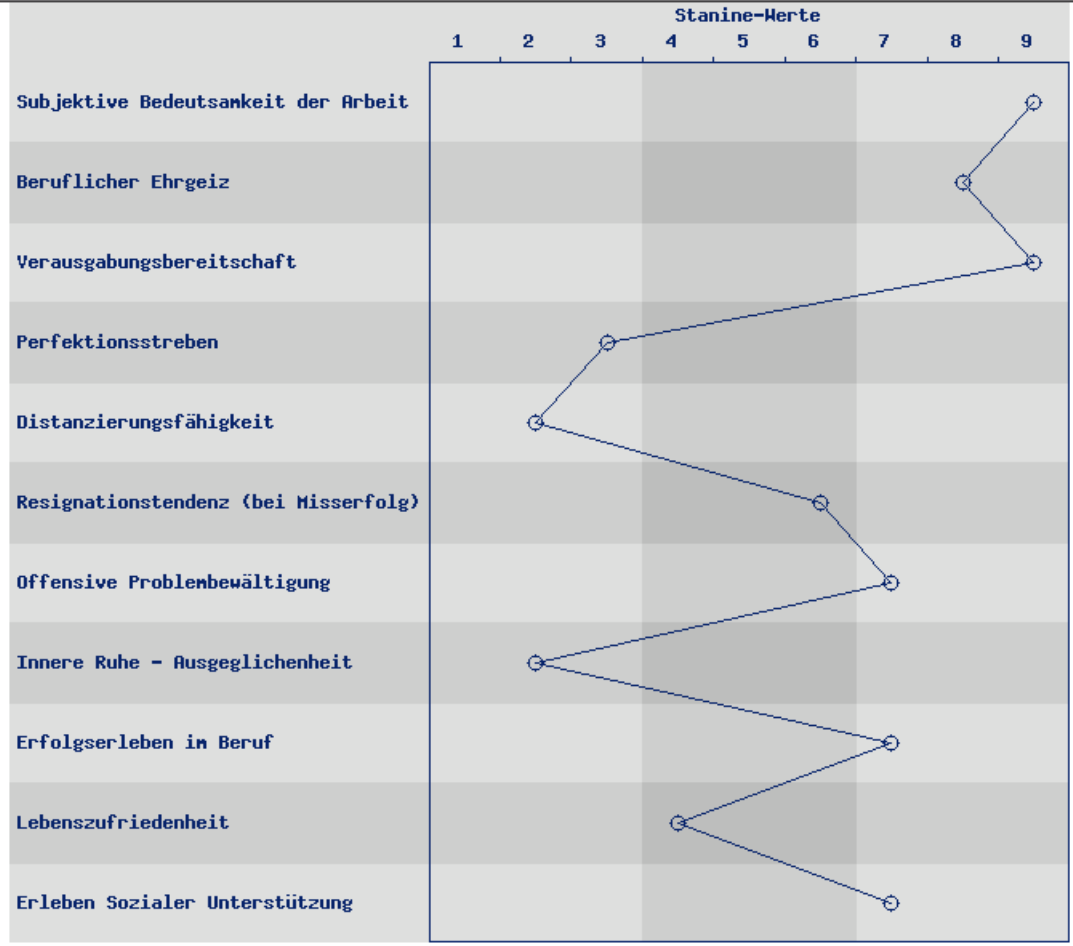 Stanine-Werte
1 2 3 4 5 6 7 8 9
Subjektive Bedeutsamkeit der Arbeit
Beruflicher Ehrgeiz
Verausgabungsbereitschaft
Perfektionsstreben
Distanzierungsfähigkeit
Resignationstendenz (bei Misserfolg)
Offensive Problembewältigung
Innere Ruhe - Ausgeglichenheit
Erfolgserleben im Beruf
Lebenszufriedenheit
Erleben Sozialer Unterstützung